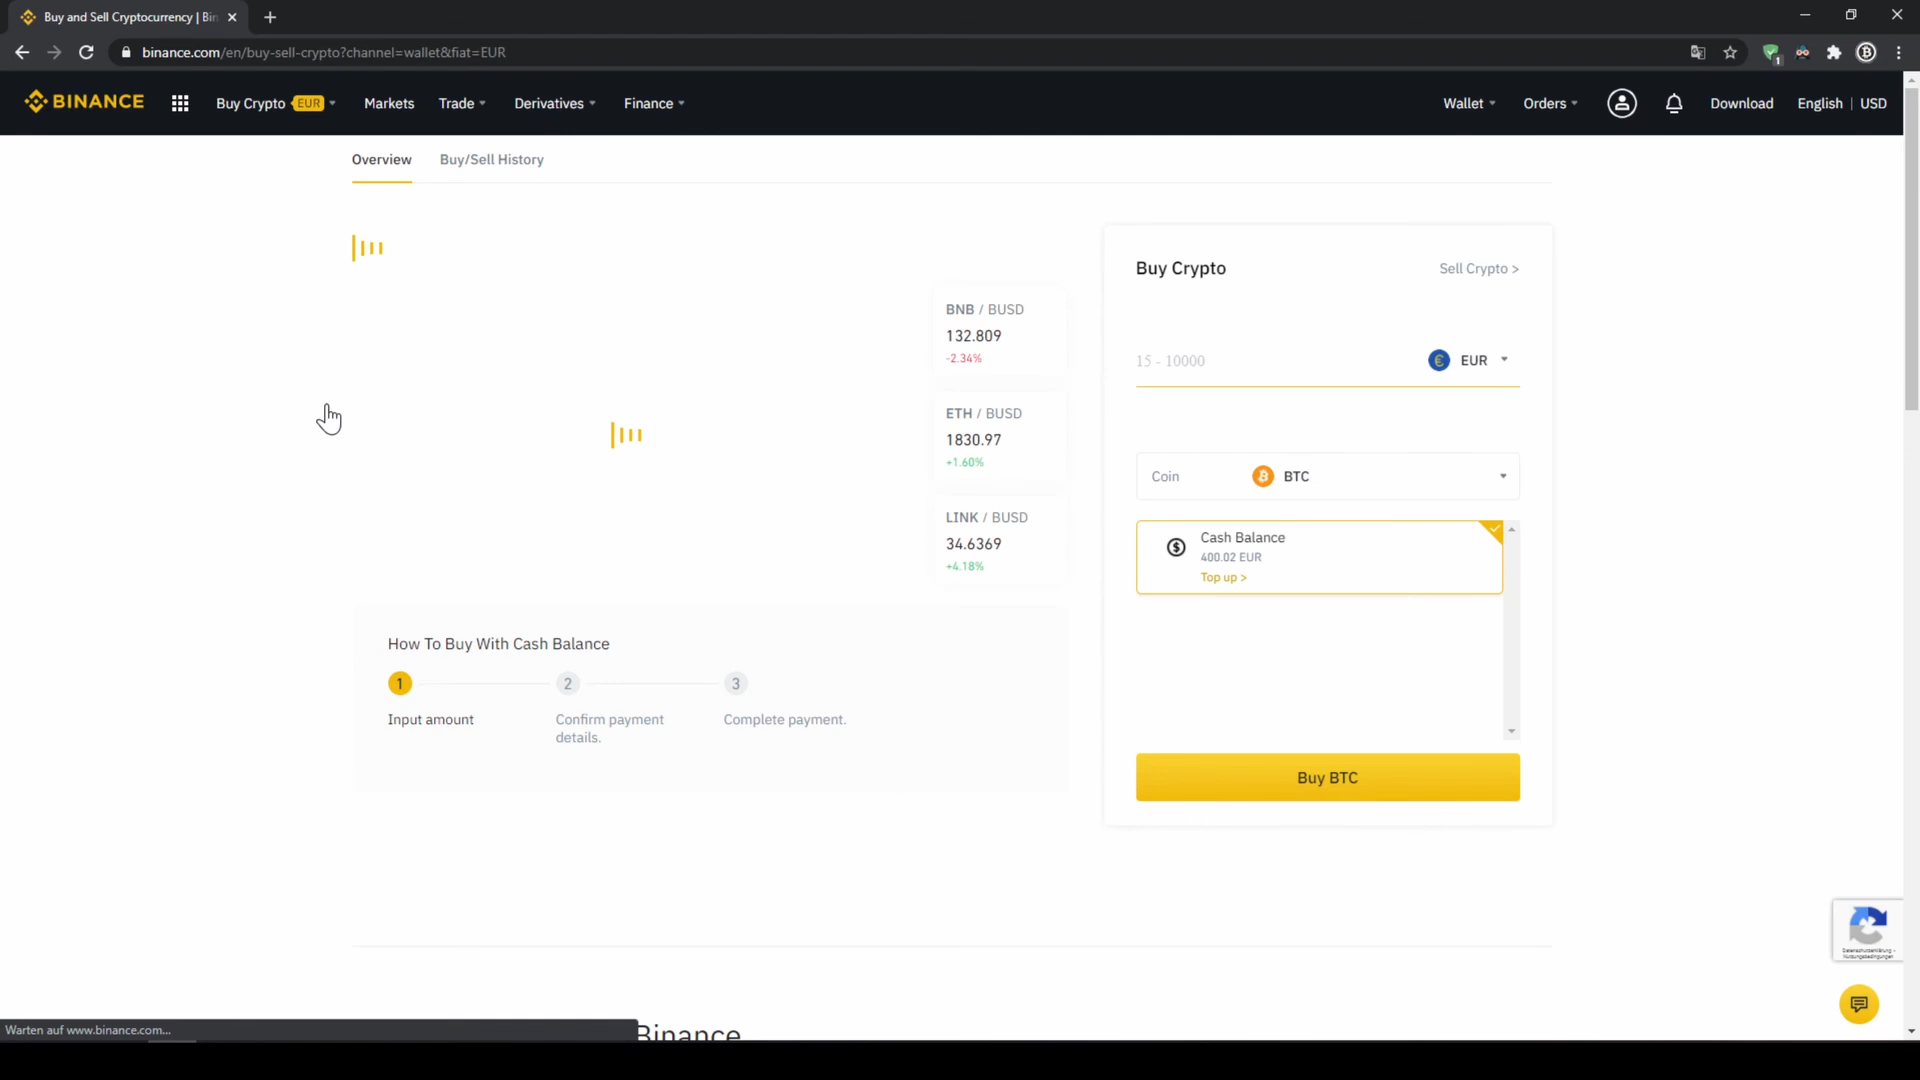 Buy and Sell Cryptocurrency | Bin
binance.com/en/buy-sell-crypto?channel=wallet&fiat=EUR
1
BINANCE
Buy Crypto EUR
Markets
Trade
Derivatives
Finance
Wallet
Orders
Download
English | USD
Overview
Buy/Sell History
BNB / BUSD
132.809
-2.34%
ETH / BUSD
1830.97
+1.60%
LINK / BUSD
34.6369
+4.18%
How To Buy With Cash Balance
1
2
3
Input amount
Confirm payment
details.
Complete payment.
Buy Crypto
Sell Crypto >
15 - 10000
EUR
Coin
BTC
Cash Balance
400.02 EUR
Top up >
Buy BTC
Datenschutzerklärung -
Nutzungsbedingungen
Warten auf www.binance.com...
Binance